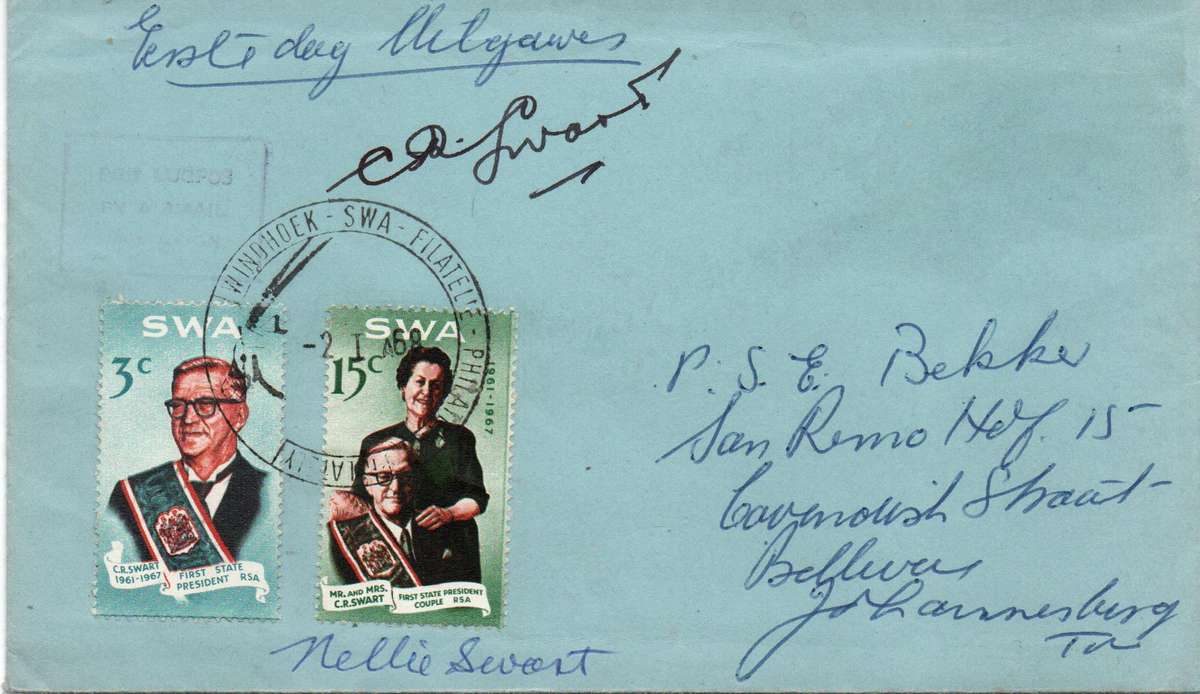 Eerste dag Uitgawes
C.R. Swart
WINDHOEK - SWA - FILATELIE - PHILATELY
-2 I 68
SWA
3c
C.R. SWART
1961-1967
FIRST STATE
PRESIDENT RSA
SWA
15c
1961-1967
MR. AND MRS.
C.R. SWART
FIRST STATE PRESIDENT
COUPLE RSA
Nellie Swart
P. S. E. Bekker
San Remo Hof. 15
Cavendish Straat
Bellevue
Johannesburg